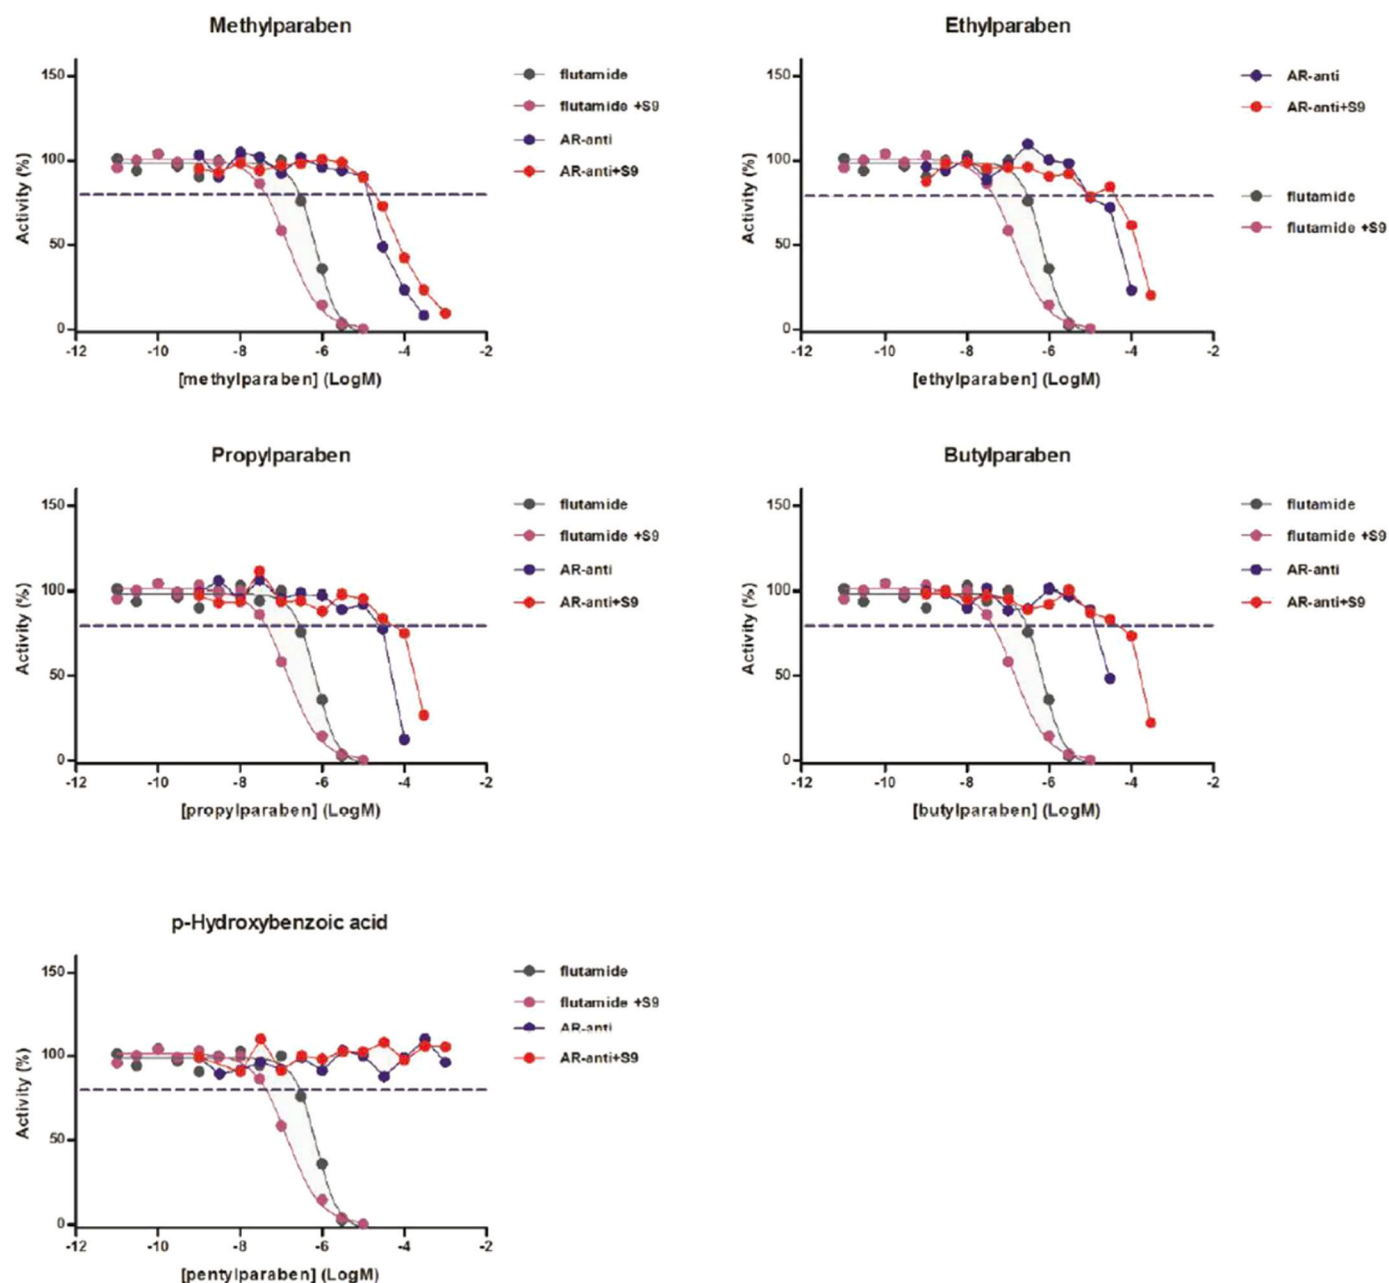 Methylparaben
150
100
50
0
Activity (%)
-12 -10 -8 -6 -4 -2
[methylparaben] (LogM)
flutamide
flutamide +S9
AR-anti
AR-anti+S9
Ethylparaben
150
100
50
0
Activity (%)
-12 -10 -8 -6 -4 -2
[ethylparaben] (LogM)
AR-anti
AR-anti+S9
flutamide
flutamide +S9
Propylparaben
150
100
50
0
Activity (%)
-12 -10 -8 -6 -4 -2
[propylparaben] (LogM)
flutamide
flutamide +S9
AR-anti
AR-anti+S9
Butylparaben
150
100
50
0
Activity (%)
-12 -10 -8 -6 -4 -2
[butylparaben] (LogM)
flutamide
flutamide +S9
AR-anti
AR-anti+S9
p-Hydroxybenzoic acid
150
100
50
0
Activity (%)
-12 -10 -8 -6 -4 -2
[pentylparaben] (LogM)
flutamide
flutamide +S9
AR-anti
AR-anti+S9